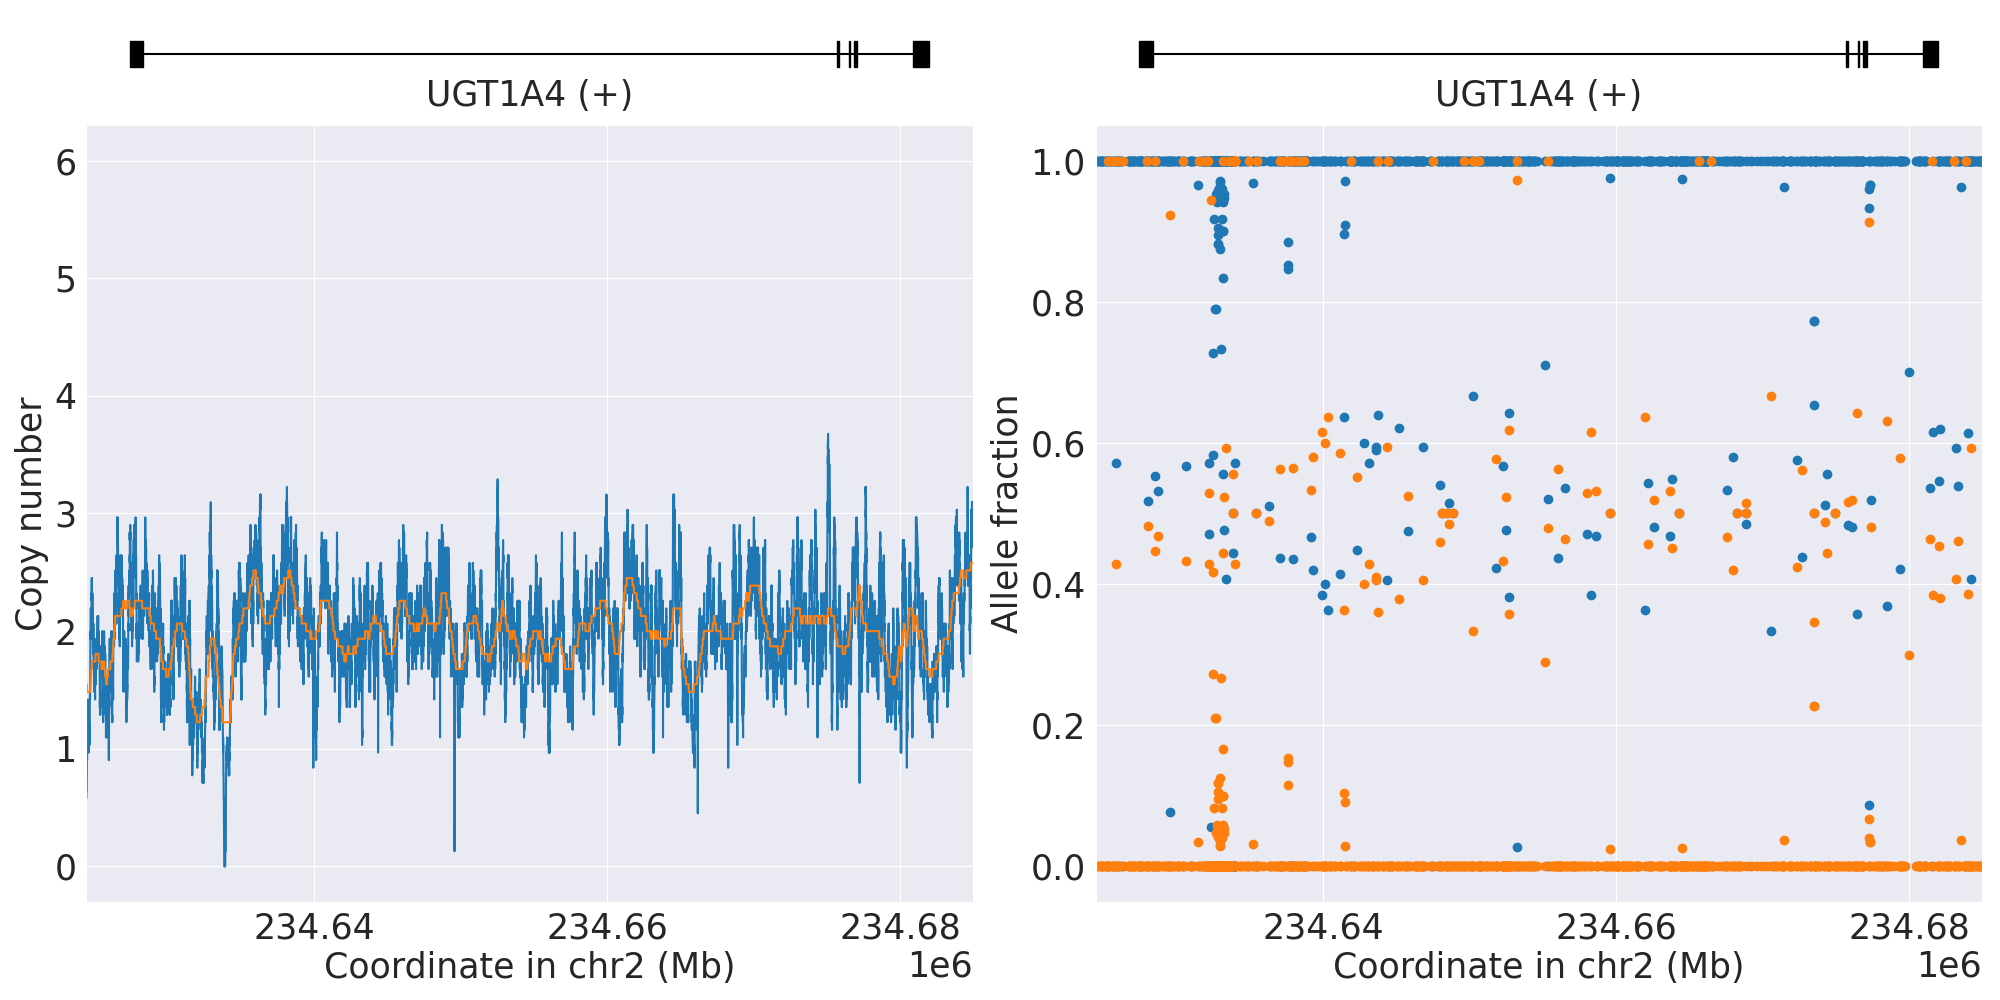 UGT1A4 (+)
6
5
4
3
2
1
0
Copy number
234.64 234.66 234.68
1e6
Coordinate in chr2 (Mb)
UGT1A4 (+)
1.0
0.8
0.6
0.4
0.2
0.0
Allele fraction
234.64 234.66 234.68
1e6
Coordinate in chr2 (Mb)